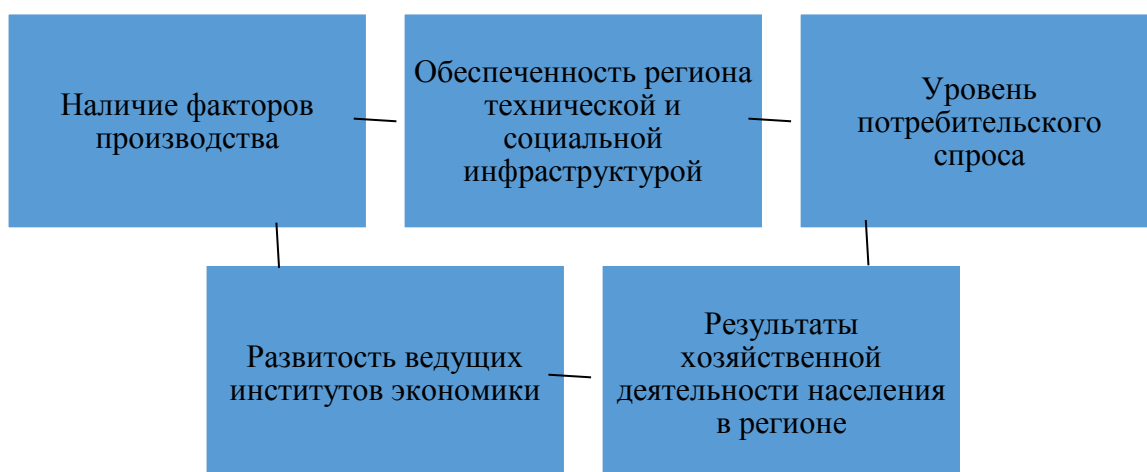 Наличие факторов
производства
Обеспеченность региона
технической и
социальной
инфраструктурой
Уровень
потребительского
спроса
Развитость ведущих
институтов экономики
Результаты
хозяйственной
деятельности населения
в регионе